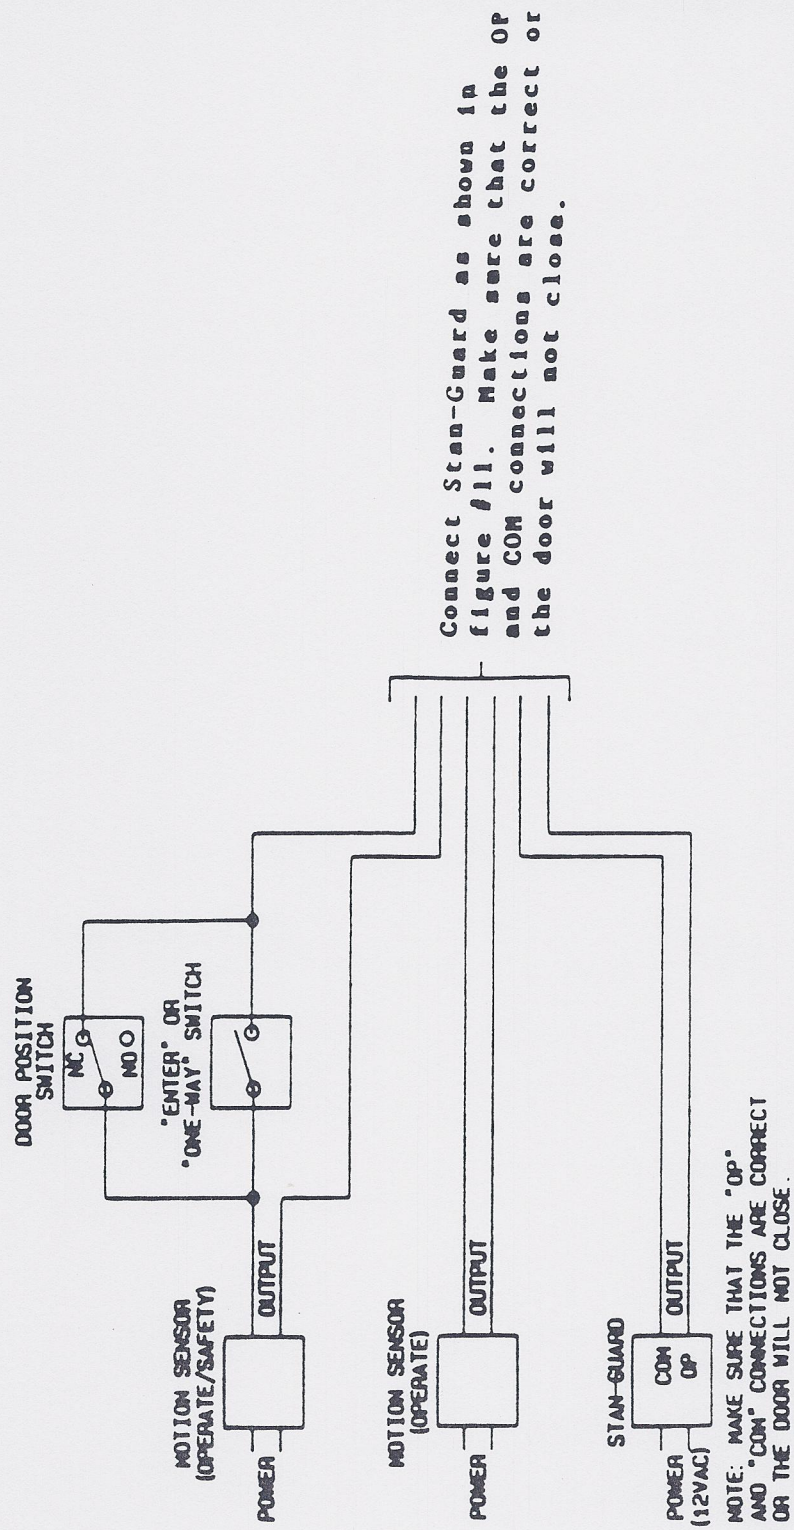 DOOR POSITION
SWITCH
NC
NO
"ENTER" OR
"ONE-WAY" SWITCH
MOTION SENSOR
(OPERATE/SAFETY)
POWER
OUTPUT
MOTION SENSOR
(OPERATE)
POWER
OUTPUT
STAN-GUARD
POWER
(12VAC)
COM
OP
OUTPUT
NOTE: MAKE SURE THAT THE "OP"
AND "COM" CONNECTIONS ARE CORRECT
OR THE DOOR WILL NOT CLOSE.
Connect Stan-Guard as shown in
figure #11. Make sure that the OP
and COM connections are correct or
the door will not close.